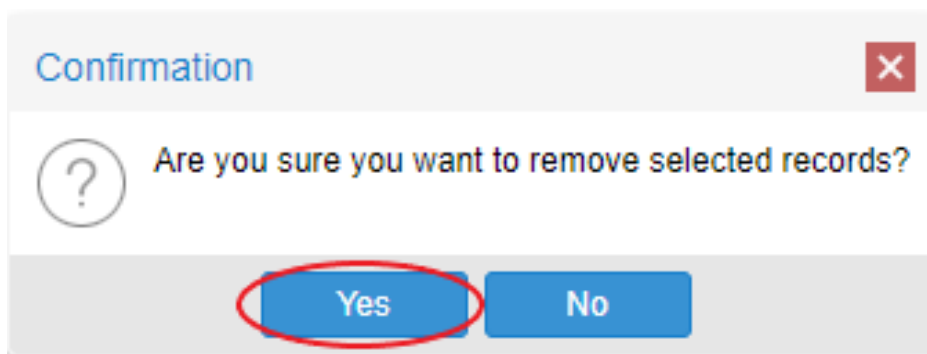 Confirmation
Are you sure you want to remove selected records?
Yes No